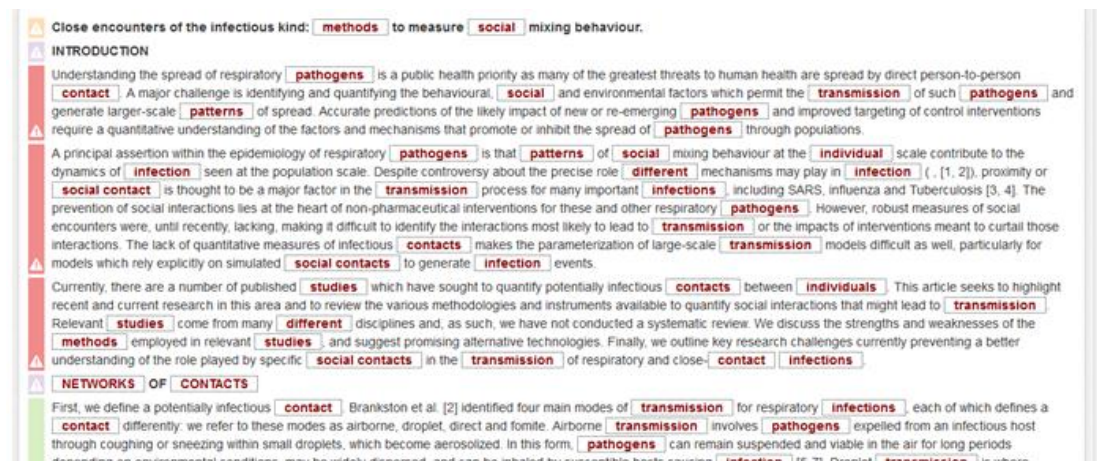 Close encounters of the infectious kind: methods to measure social mixing behaviour.
INTRODUCTION
Understanding the spread of respiratory pathogens is a public health priority as many of the greatest threats to human health are spread by direct person-to-person
contact . A major challenge is identifying and quantifying the behavioural, social and environmental factors which permit the transmission of such pathogens and
generate larger-scale patterns of spread. Accurate predictions of the likely impact of new or re-emerging pathogens and improved targeting of control interventions
require a quantitative understanding of the factors and mechanisms that promote or inhibit the spread of pathogens through populations.
A principal assertion within the epidemiology of respiratory pathogens is that patterns of social mixing behaviour at the individual scale contribute to the
dynamics of infection seen at the population scale. Despite controversy about the precise role different mechanisms may play in infection ( . [1, 2]), proximity or
social contact is thought to be a major factor in the transmission process for many important infections , including SARS, influenza and Tuberculosis [3, 4]. The
prevention of social interactions lies at the heart of non-pharmaceutical interventions for these and other respiratory pathogens . However, robust measures of social
encounters were, until recently, lacking, making it difficult to identify the interactions most likely to lead to transmission or the impacts of interventions meant to curtail those
interactions. The lack of quantitative measures of infectious contacts makes the parameterization of large-scale transmission models difficult as well, particularly for
models which rely explicitly on simulated social contacts to generate infection events.
Currently, there are a number of published studies which have sought to quantify potentially infectious contacts between individuals . This article seeks to highlight
recent and current research in this area and to review the various methodologies and instruments available to quantify social interactions that might lead to transmission .
Relevant studies come from many different disciplines and, as such, we have not conducted a systematic review. We discuss the strengths and weaknesses of the
methods employed in relevant studies , and suggest promising alternative technologies. Finally, we outline key research challenges currently preventing a better
understanding of the role played by specific social contacts in the transmission of respiratory and close- contact infections .
NETWORKS OF CONTACTS
First, we define a potentially infectious contact . Brankston et al. [2] identified four main modes of transmission for respiratory infections , each of which defines a
contact differently: we refer to these modes as airborne, droplet, direct and fomite. Airborne transmission involves pathogens expelled from an infectious host
through coughing or sneezing within small droplets, which become aerosolized. In this form, pathogens can remain suspended and viable in the air for long periods